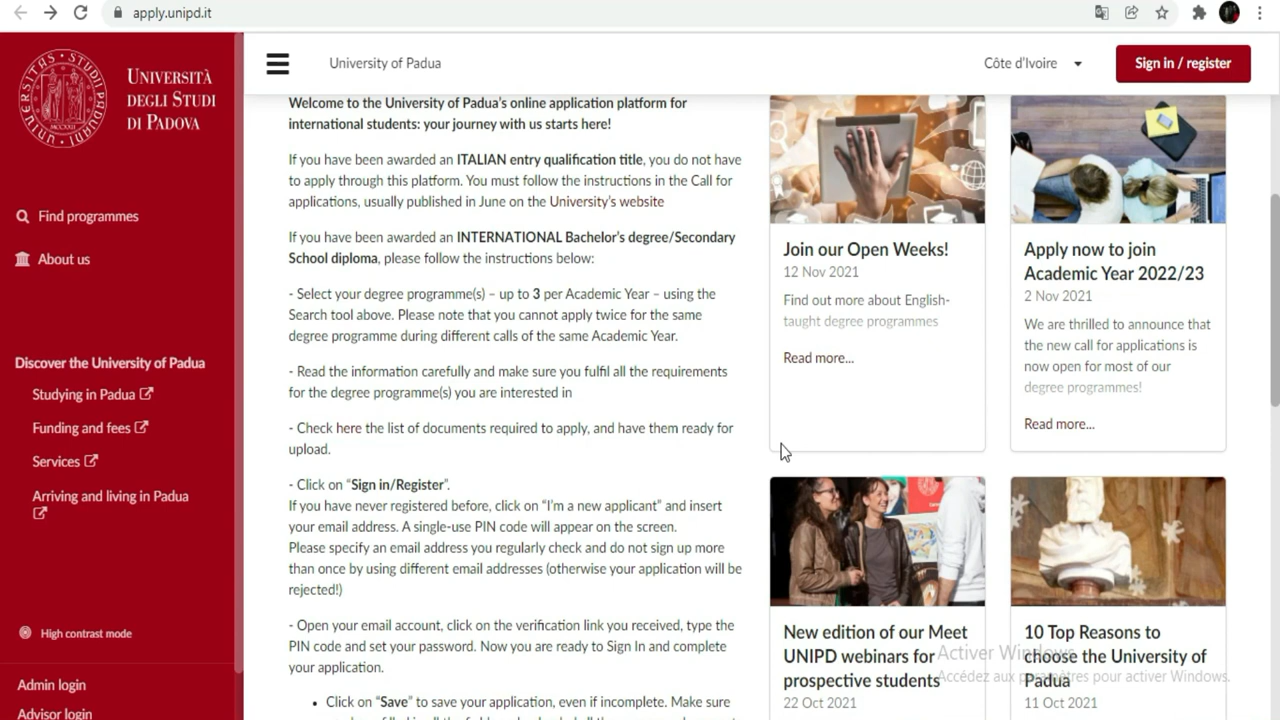 apply.unipd.it
UNIVERSITÀ
DEGLI STUDI
DI PADOVA
Find programmes
About us
Discover the University of Padua
Studying in Padua
Funding and fees
Services
Arriving and living in Padua
High contrast mode
Admin login
Advisor login
University of Padua
Côte d'Ivoire
Sign in / register
Welcome to the University of Padua's online application platform for
international students: your journey with us starts here!
If you have been awarded an ITALIAN entry qualification title, you do not have
to apply through this platform. You must follow the instructions in the Call for
applications, usually published in June on the University's website
If you have been awarded an INTERNATIONAL Bachelor's degree/Secondary
School diploma, please follow the instructions below:
- Select your degree programme(s) – up to 3 per Academic Year – using the
Search tool above. Please note that you cannot apply twice for the same
degree programme during different calls of the same Academic Year.
- Read the information carefully and make sure you fulfil all the requirements
for the degree programme(s) you are interested in
- Check here the list of documents required to apply, and have them ready for
upload.
- Click on "Sign in/Register".
If you have never registered before, click on "I'm a new applicant" and insert
your email address. A single-use PIN code will appear on the screen.
Please specify an email address you regularly check and do not sign up more
than once by using different email addresses (otherwise your application will be
rejected!)
- Open your email account, click on the verification link you received, type the
PIN code and set your password. Now you are ready to Sign In and complete
your application.
• Click on "Save" to save your application, even if incomplete. Make sure
Join our Open Weeks!
12 Nov 2021
Find out more about English-
taught degree programmes
Read more...
Apply now to join
Academic Year 2022/23
2 Nov 2021
We are thrilled to announce that
the new call for applications is
now open for most of our
degree programmes!
Read more...
New edition of our Meet
UNIPD webinars for
prospective students
22 Oct 2021
10 Top Reasons to
choose the University of
Padua
11 Oct 2021
Activer Windows
Accédez aux paramètres pour activer Windows.